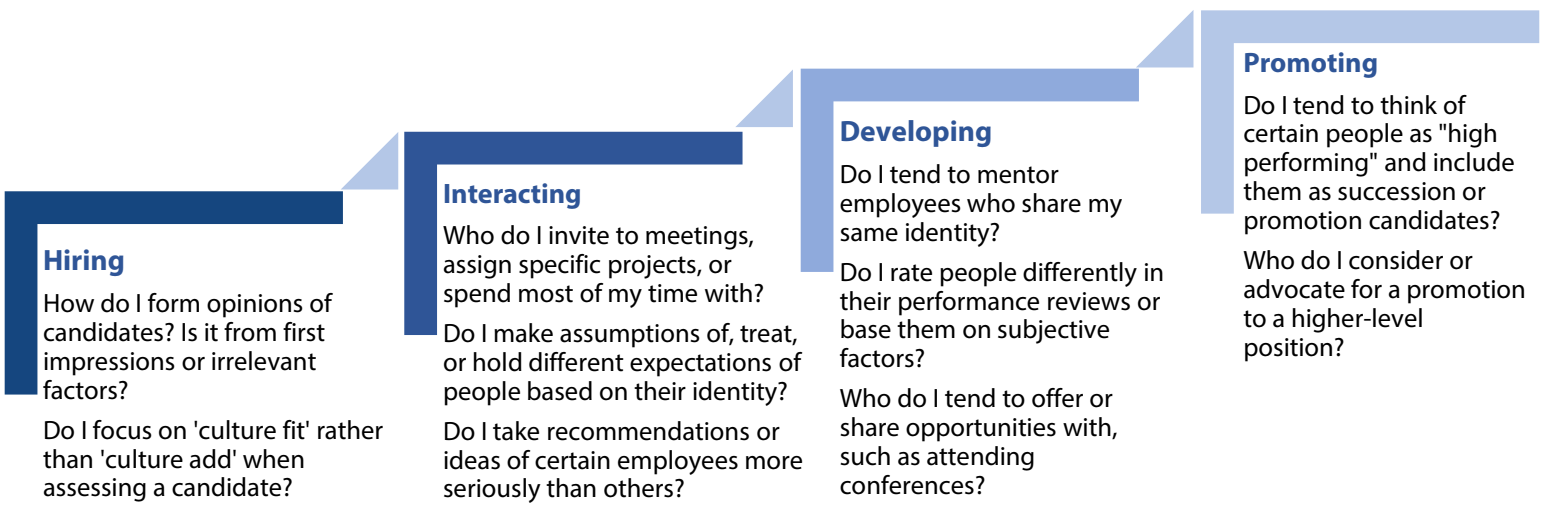 Hiring
How do I form opinions of
candidates? Is it from first
impressions or irrelevant
factors?
Do I focus on 'culture fit' rather
than 'culture add' when
assessing a candidate?
Interacting
Who do I invite to meetings,
assign specific projects, or
spend most of my time with?
Do I make assumptions of, treat,
or hold different expectations of
people based on their identity?
Do I take recommendations or
ideas of certain employees more
seriously than others?
Developing
Do I tend to mentor
employees who share my
same identity?
Do I rate people differently in
their performance reviews or
base them on subjective
factors?
Who do I tend to offer or
share opportunities with,
such as attending
conferences?
Promoting
Do I tend to think of
certain people as "high
performing" and include
them as succession or
promotion candidates?
Who do I consider or
advocate for a promotion
to a higher-level
position?